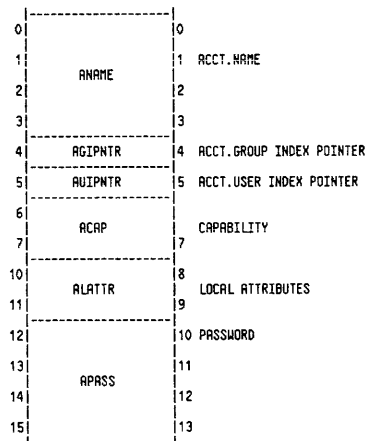 0 0
1 1 ACCT.NAME
ANAME
2 2
3 3
4 AGIPNTR 4 ACCT.GROUP INDEX POINTER
5 AUIPNTR 5 ACCT.USER INDEX POINTER
6
ACAP CAPABILITY
7 7
10 8
ALATTR LOCAL ATTRIBUTES
11 9
12 10 PASSWORD
13 11
APASS
14 12
15 13